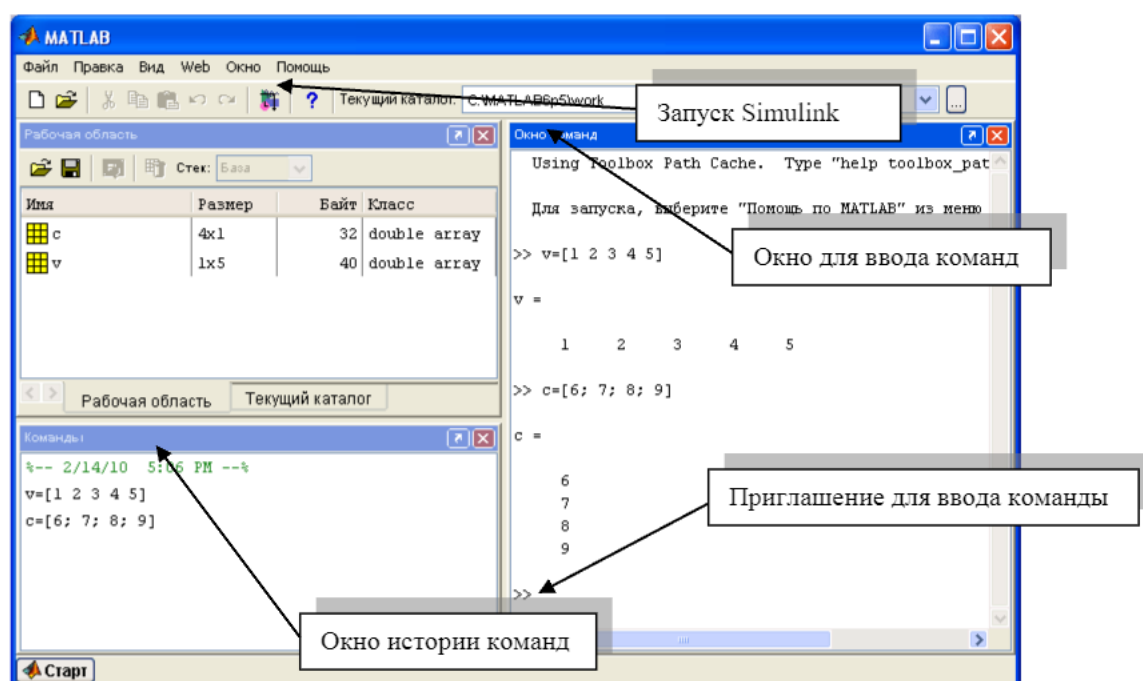 MATLAB
Файл Правка Вид Web Окно Помощь
Текущий каталог: C:\MATLAB6p5\work
Запуск Simulink
Рабочая область
Стек: База
Имя Размер Байт Класс
c 4x1 32 double array
v 1x5 40 double array
Рабочая область Текущий каталог
Команды
%-- 2/14/10 5:06 PM --%
v=[1 2 3 4 5]
c=[6; 7; 8; 9]
Окно истории команд
Старт
Окно команд
Using Toolbox Path Cache. Type "help toolbox_pat
Для запуска, выберите "Помощь по MATLAB" из меню
Окно для ввода команд
>> v=[1 2 3 4 5]
v =
1 2 3 4 5
>> c=[6; 7; 8; 9]
c =
6
7
8
9
Приглашение для ввода команды
>>